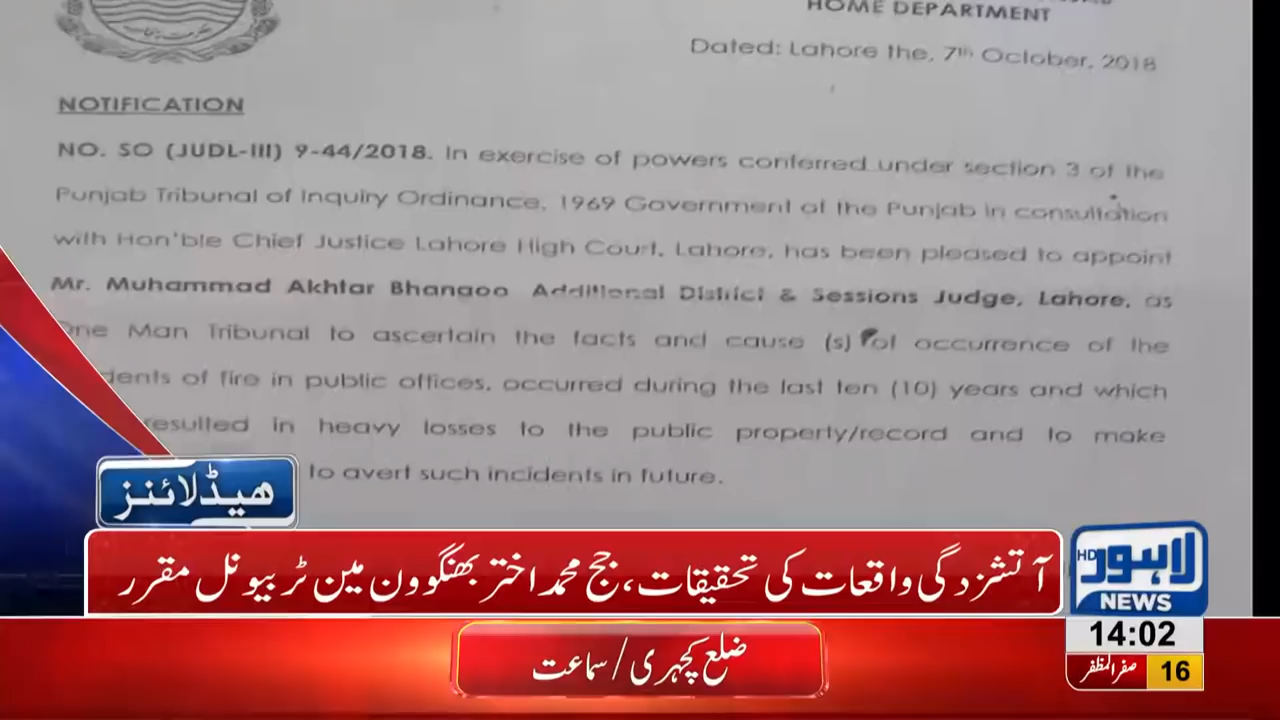 HOME DEPARTMENT
Dated: Lahore the, 7th October, 2018
NOTIFICATION
NO. SO (JUDL-III) 9-44/2018. In exercise of powers conferred under section 3 of the
Punjab Tribunal of Inquiry Ordinance, 1969 Government of the Punjab in consultation
with Hon'ble Chief Justice Lahore High Court, Lahore, has been pleased to appoint
Mr. Muhammad Akhtar Bhangoo Additional District & Sessions Judge, Lahore, as
One Man Tribunal to ascertain the facts and cause (s) of occurrence of the
dents of fire in public offices, occurred during the last ten (10) years and which
resulted in heavy losses to the public property/record and to make
to avert such incidents in future.
ھیڈلائنز
آتشزدگی واقعات کی تحقیقات، جج محمد اختر بھنگو ون مین ٹربیونل مقرر
لاہور HD
NEWS
ضلع کچہری / سماعت
14:02
16 صفر المظفر